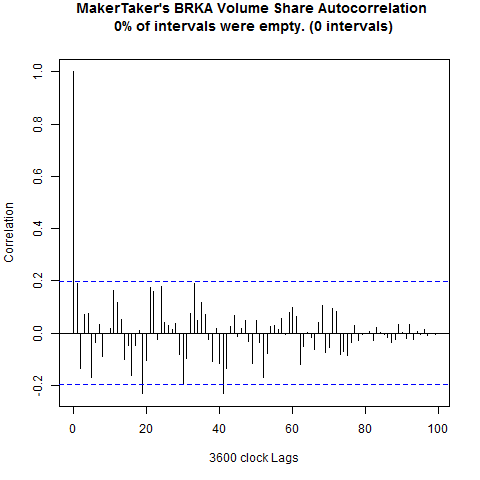 MakerTaker's BRKA Volume Share Autocorrelation
0% of intervals were empty. (0 intervals)
Correlation
1.0
0.8
0.6
0.4
0.2
0.0
-0.2
0 20 40 60 80 100
3600 clock Lags